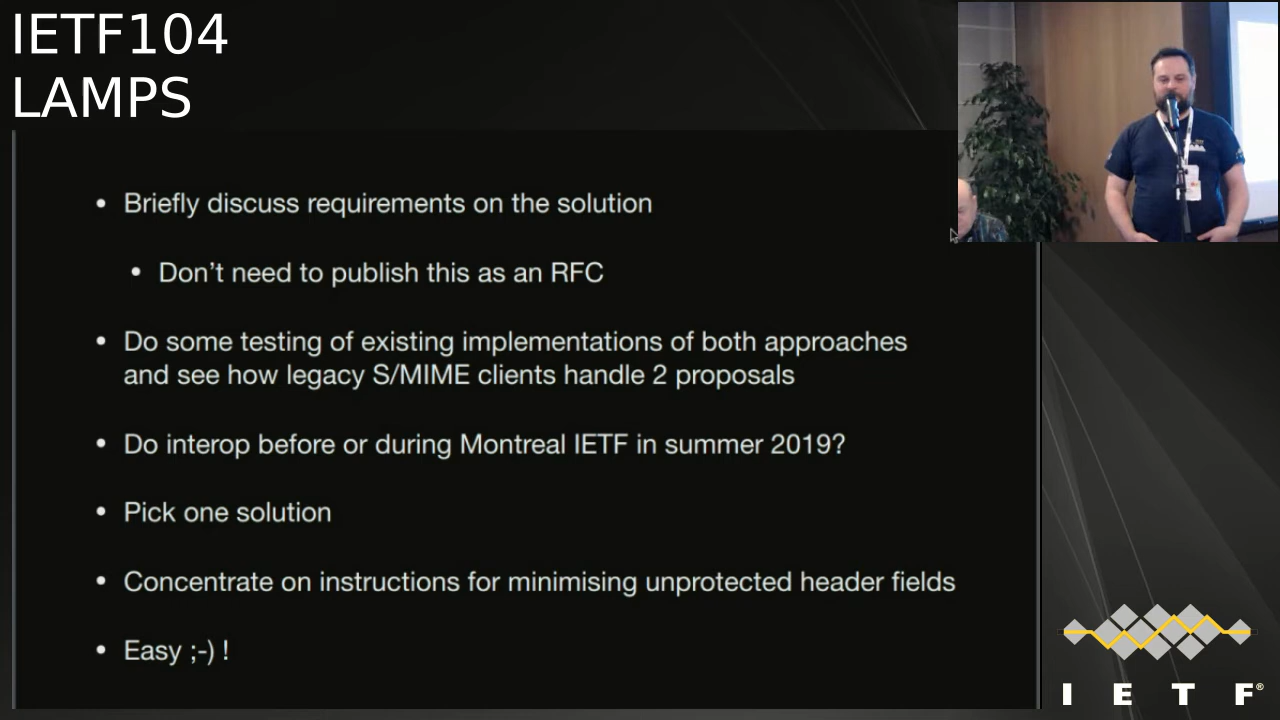 IETF104
LAMPS
• Briefly discuss requirements on the solution
• Don’t need to publish this as an RFC
• Do some testing of existing implementations of both approaches
and see how legacy S/MIME clients handle 2 proposals
• Do interop before or during Montreal IETF in summer 2019?
• Pick one solution
• Concentrate on instructions for minimising unprotected header fields
• Easy ;-) !
I E T F®